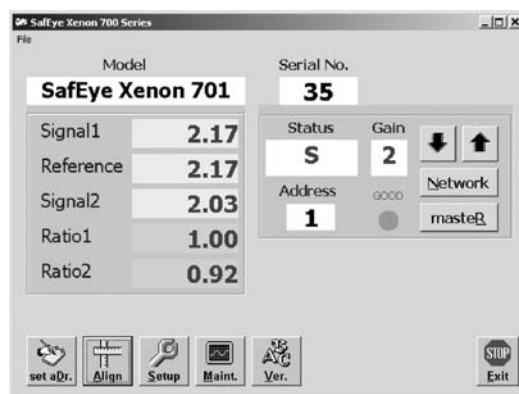 SafEye Xenon 700 Series
File
Model
SafEye Xenon 701
Serial No.
35
Signal1 2.17
Reference 2.17
Signal2 2.03
Ratio1 1.00
Ratio2 0.92
Status
S
Gain
2
Address
1
GOOD
Network
masteR
set aDr.
Align
Setup
Maint.
Ver.
STOP
Exit